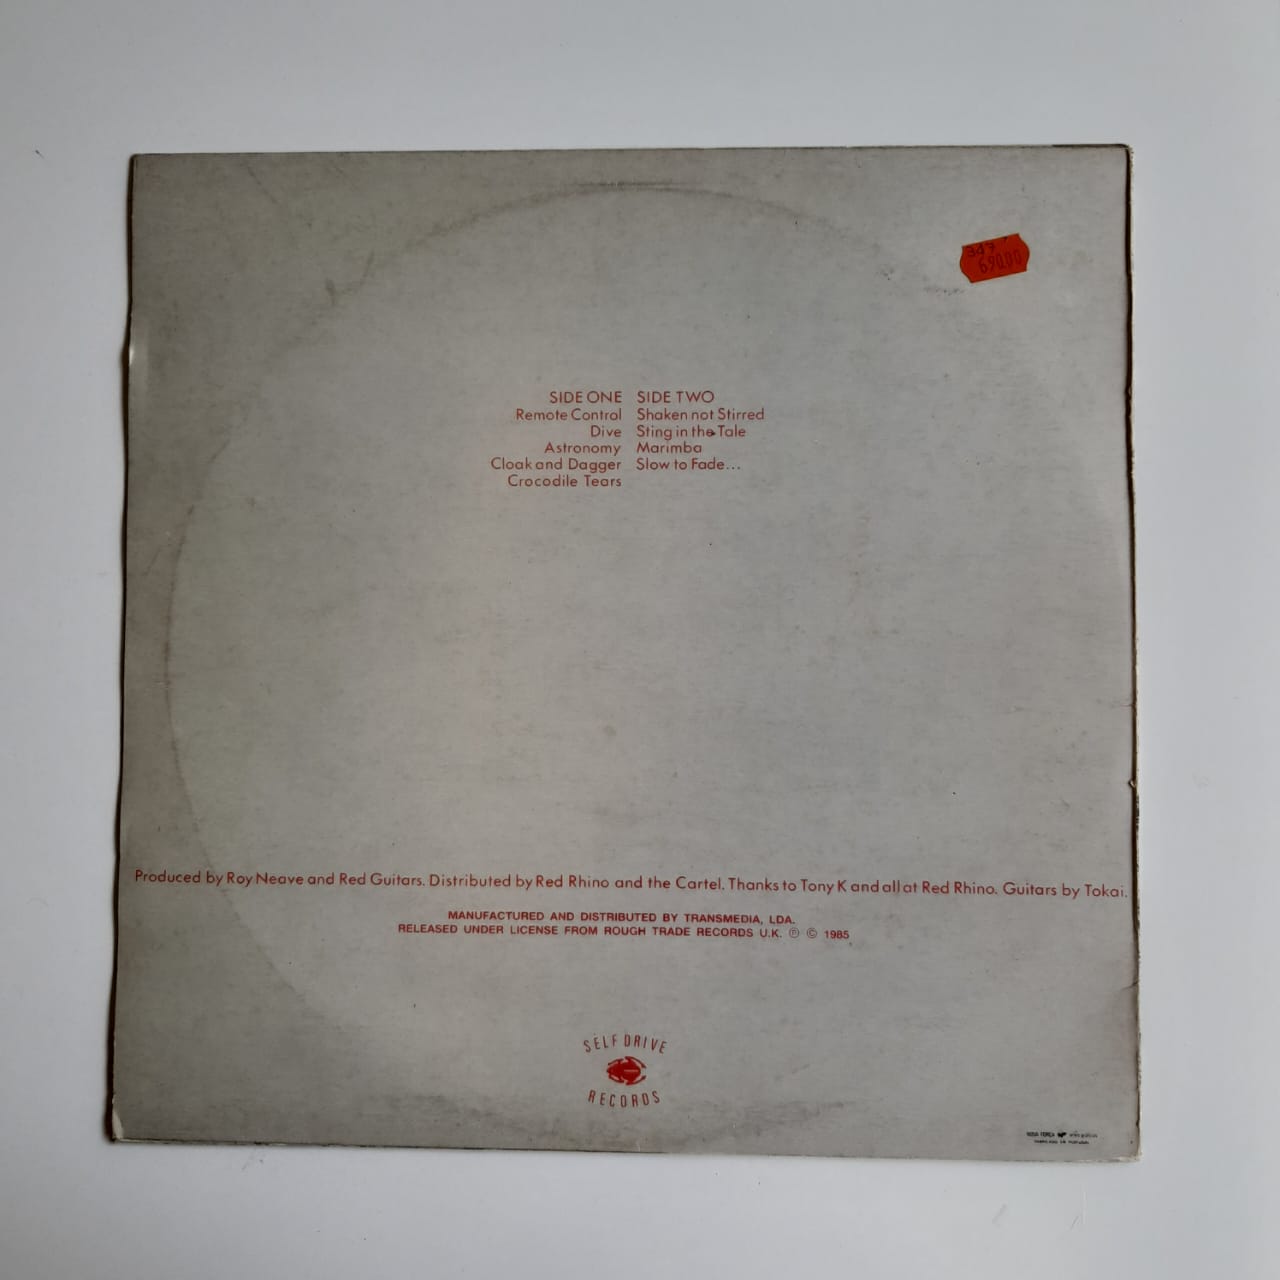 347
69000
SIDE ONE
Remote Control
Dive
Astronomy
Cloak and Dagger
Crocodile Tears
SIDE TWO
Shaken not Stirred
Sting in the Tale
Marimba
Slow to Fade...
Produced by Roy Neave and Red Guitars. Distributed by Red Rhino and the Cartel. Thanks to Tony K and all at Red Rhino. Guitars by Tokai.
MANUFACTURED AND DISTRIBUTED BY TRANSMEDIA, LDA.
RELEASED UNDER LICENSE FROM ROUGH TRADE RECORDS U.K. ℗ © 1985
SELF DRIVE
RECORDS
NOVA FORÇA